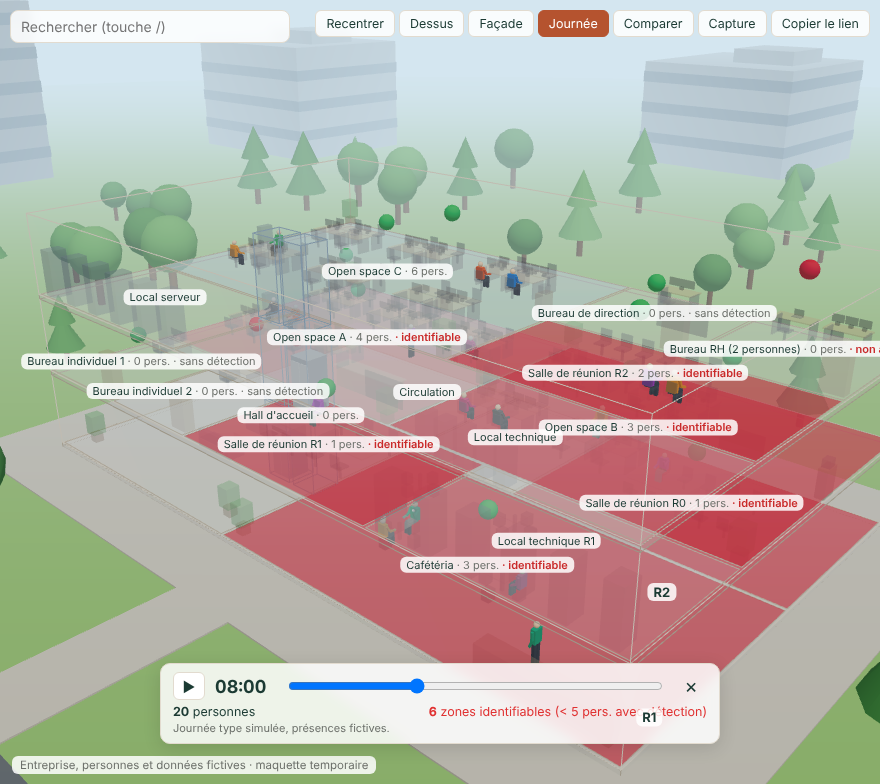 Rechercher (touche /)
Recentrer
Dessus
Façade
Journée
Comparer
Capture
Copier le lien
Open space C · 6 pers.
Local serveur
Bureau de direction · 0 pers. · sans détection
Open space A · 4 pers. · identifiable
Bureau RH (2 personnes) · 0 pers. · non
Bureau individuel 1 · 0 pers. · sans détection
Salle de réunion R2 · 2 pers. · identifiable
Bureau individuel 2 · 0 pers. · sans détection
Circulation
Hall d'accueil · 0 pers.
Open space B · 3 pers. · identifiable
Local technique
Salle de réunion R1 · 1 pers. · identifiable
Salle de réunion R0 · 1 pers. · identifiable
Local technique R1
Cafétéria · 3 pers. · identifiable
R2
08:00
20 personnes
6 zones identifiables (< 5 pers. avec détection)
R1
Journée type simulée, présences fictives.
Entreprise, personnes et données fictives · maquette temporaire